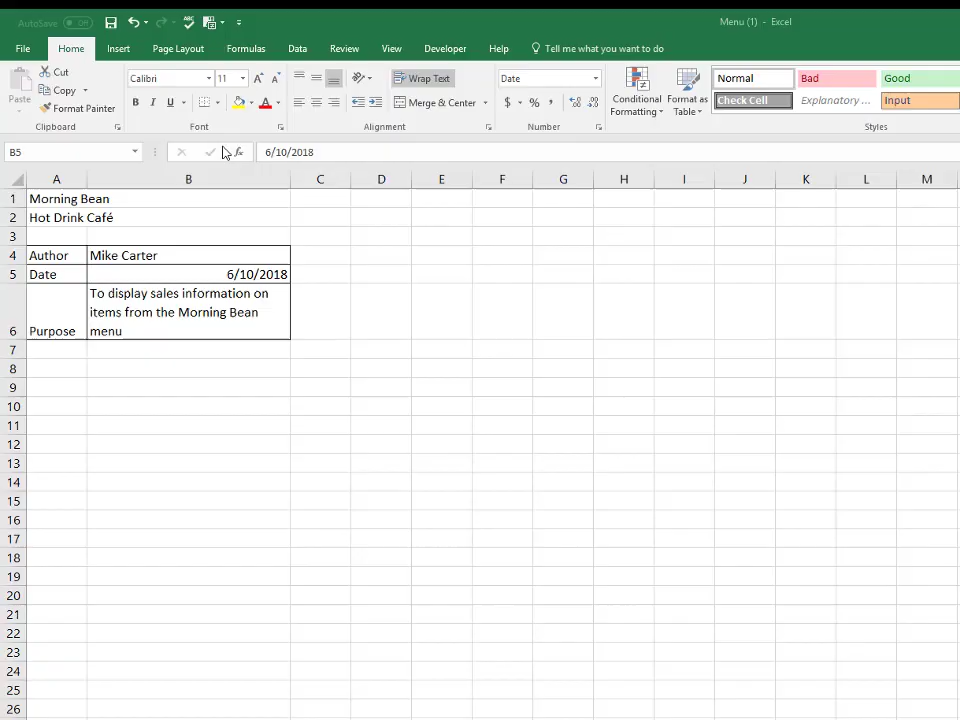 AutoSave Off
Menu (1) - Excel
File Home Insert Page Layout Formulas Data Review View Developer Help Tell me what you want to do
Paste
Cut
Copy
Format Painter
Clipboard
Calibri 11
B I U A
Font
Wrap Text
Merge & Center
Alignment
Date
$ % ,
Number
Conditional
Formatting
Format as
Table
Normal Bad Good
Check Cell Explanatory ... Input
Styles
B5 fx 6/10/2018
A B C D E F G H I J K L M
1 Morning Bean
2 Hot Drink Café
3
4 Author Mike Carter
5 Date 6/10/2018
To display sales information on
items from the Morning Bean
6 Purpose menu
7
8
9
10
11
12
13
14
15
16
17
18
19
20
21
22
23
24
25
26